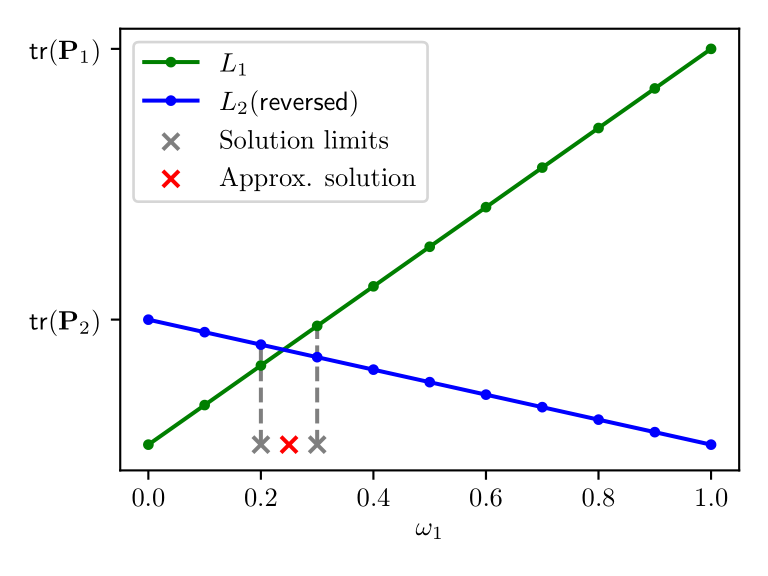 tr(P₁)
L₁
L₂(reversed)
Solution limits
Approx. solution
tr(P₂)
0.0 0.2 0.4 0.6 0.8 1.0
ω₁